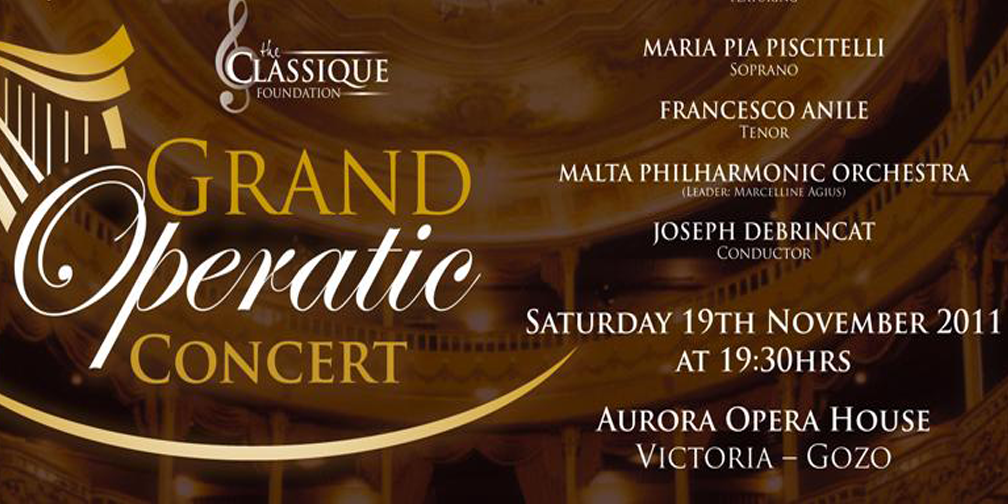 the
CLASSIQUE
FOUNDATION
GRAND
Operatic
CONCERT
FEATURING
MARIA PIA PISCITELLI
SOPRANO
FRANCESCO ANILE
TENOR
MALTA PHILHARMONIC ORCHESTRA
(LEADER: MARCELLINE AGIUS)
JOSEPH DEBRINCAT
CONDUCTOR
SATURDAY 19TH NOVEMBER 2011
AT 19:30HRS
AURORA OPERA HOUSE
VICTORIA – GOZO